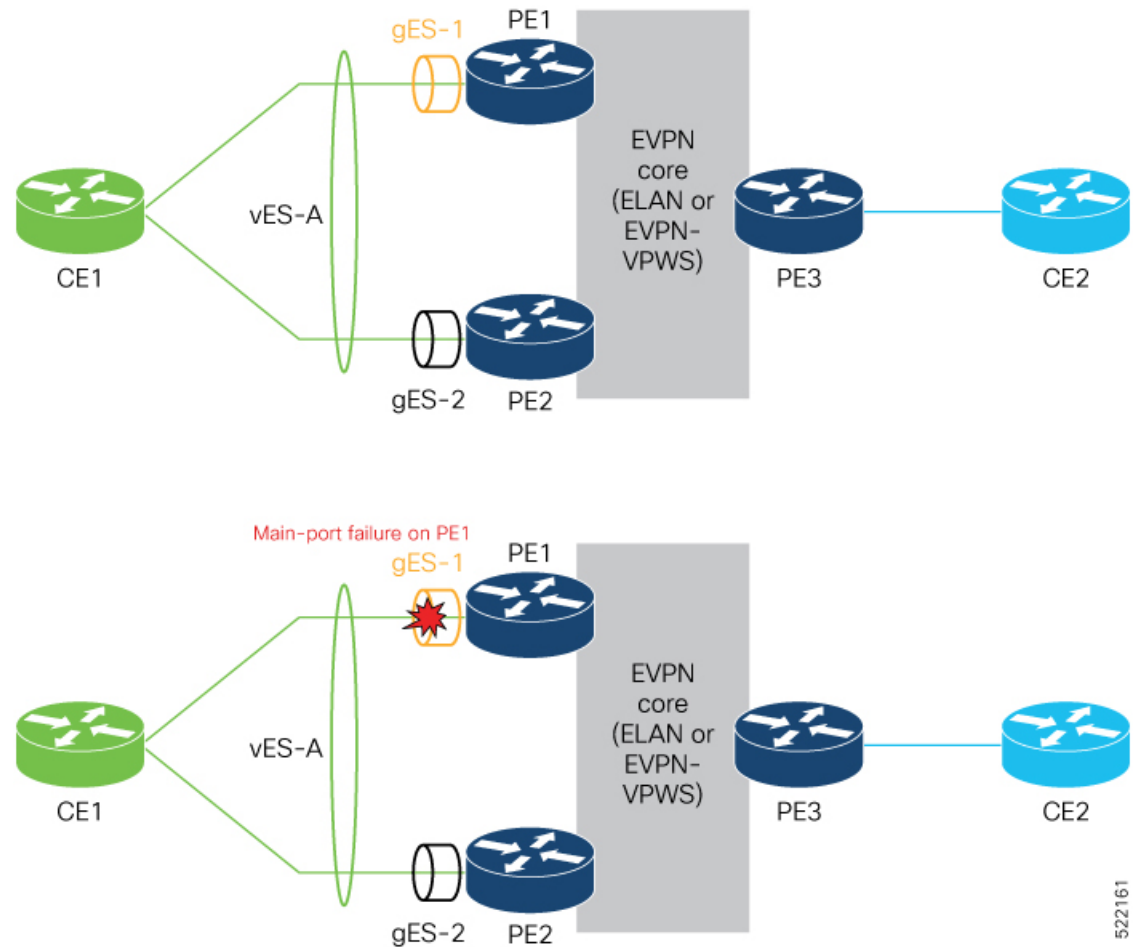 PE1
gES-1
EVPN
core
(ELAN or
EVPN-
VPWS)
vES-A
CE1
PE3
CE2
gES-2
PE2
Main-port failure on PE1
PE1
gES-1
EVPN
core
(ELAN or
EVPN-
VPWS)
vES-A
CE1
PE3
CE2
gES-2
PE2
522161